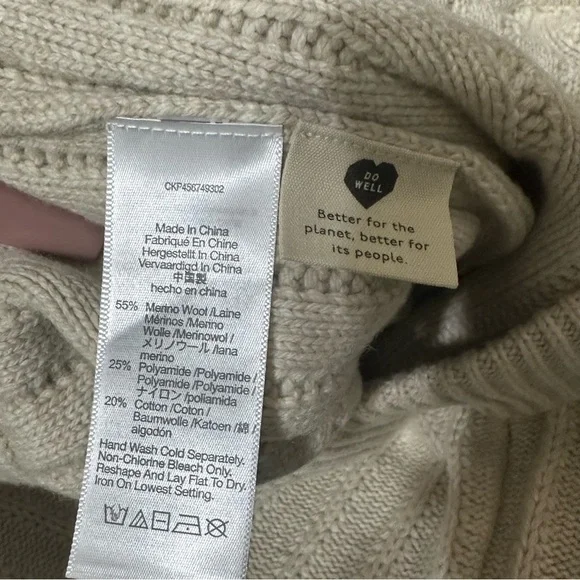 CKP456749302
Made In China
Fabriqué En Chine
Hergestellt In China
Vervaardigd In China
中国製
hecho en china
55% Merino Wool /Laine
Mérinos /Merino
Wolle /Merinowol /
メリノウール /lana
merino
25% Polyamide /Polyamide /
Polyamide /Polyamide /
ナイロン /poliamida
20% Cotton /Coton /
Baumwolle /Katoen /綿 /
algodón
Hand Wash Cold Separately.
Non-Chlorine Bleach Only.
Reshape And Lay Flat To Dry.
Iron On Lowest Setting.
DO
WELL
Better for the
planet, better for
its people.